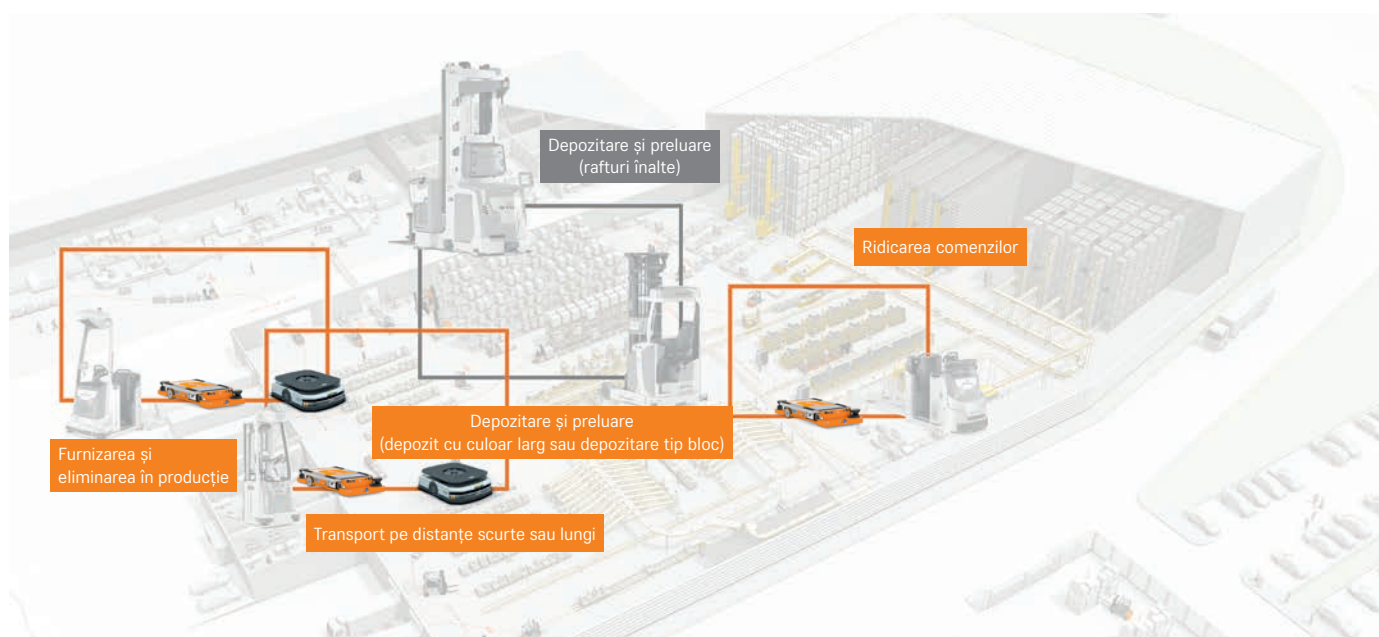 Depozitare și preluare
(rafturi înalte)
Ridicarea comenzilor
Depozitare și preluare
(depozit cu culoar larg sau depozitare tip bloc)
Furnizarea și
eliminarea în producție
Transport pe distanțe scurte sau lungi